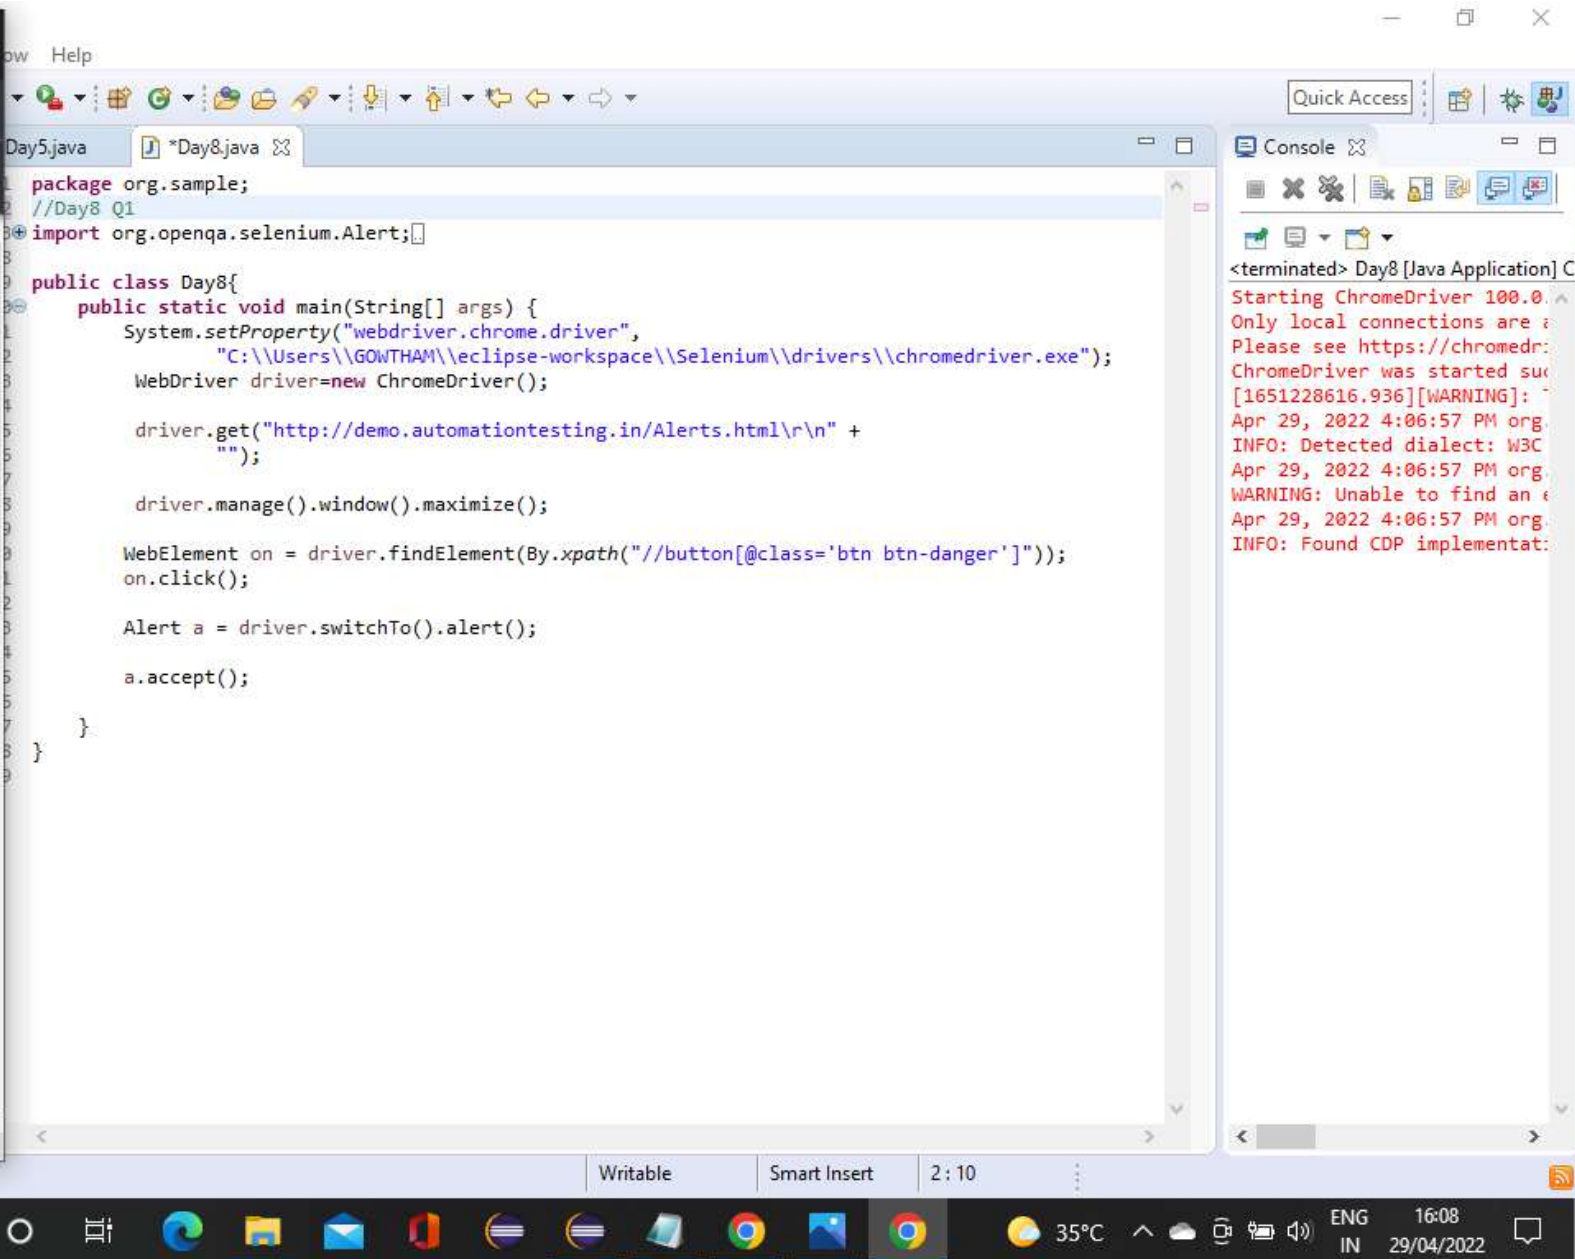 Help
Quick Access
Day5.java
*Day8.java
Console
package org.sample;
//Day8 Q1
import org.openqa.selenium.Alert;
public class Day8{
public static void main(String[] args) {
System.setProperty("webdriver.chrome.driver",
"C:\\Users\\GOWTHAM\\eclipse-workspace\\Selenium\\drivers\\chromedriver.exe");
WebDriver driver=new ChromeDriver();
driver.get("http://demo.automationtesting.in/Alerts.html\r\n" +
"");
driver.manage().window().maximize();
WebElement on = driver.findElement(By.xpath("//button[@class='btn btn-danger']"));
on.click();
Alert a = driver.switchTo().alert();
a.accept();
}
}
<terminated> Day8 [Java Application] C
Starting ChromeDriver 100.0.
Only local connections are
Please see https://chromedr
ChromeDriver was started suc
[1651228616.936][WARNING]:
Apr 29, 2022 4:06:57 PM org.
INFO: Detected dialect: W3C
Apr 29, 2022 4:06:57 PM org.
WARNING: Unable to find an
Apr 29, 2022 4:06:57 PM org.
INFO: Found CDP implementat
Writable
Smart Insert
2 : 10
35°C
ENG
IN
16:08
29/04/2022